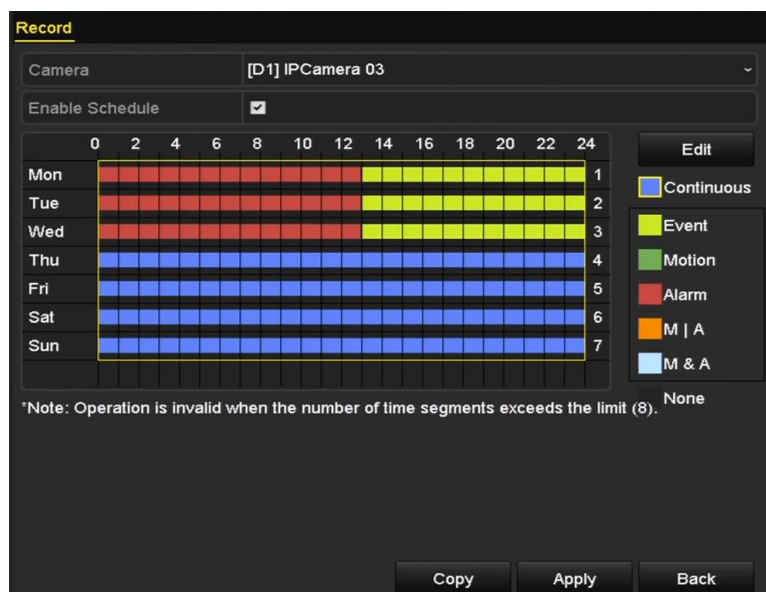 Record
Camera [D1] IPCamera 03
Enable Schedule
0 2 4 6 8 10 12 14 16 18 20 22 24
Mon 1
Tue 2
Wed 3
Thu 4
Fri 5
Sat 6
Sun 7
Edit
Continuous
Event
Motion
Alarm
M | A
M & A
None
*Note: Operation is invalid when the number of time segments exceeds the limit (8).
Copy Apply Back